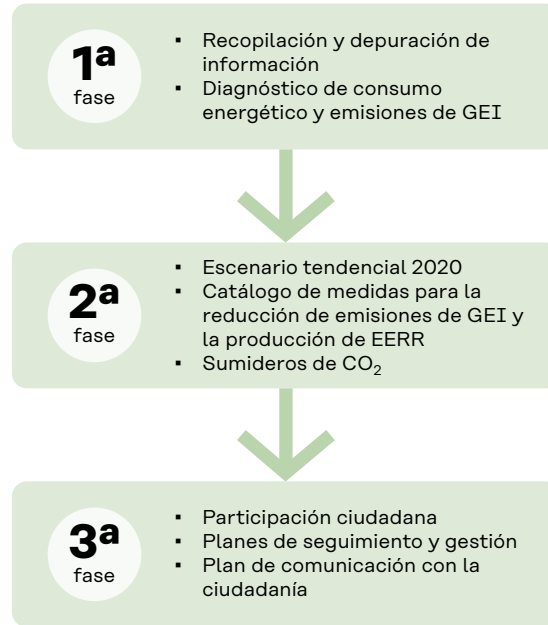 1ª
fase
▪ Recopilación y depuración de
información
▪ Diagnóstico de consumo
energético y emisiones de GEI
2ª
fase
▪ Escenario tendencial 2020
▪ Catálogo de medidas para la
reducción de emisiones de GEI y
la producción de EERR
▪ Sumideros de CO₂
3ª
fase
▪ Participación ciudadana
▪ Planes de seguimiento y gestión
▪ Plan de comunicación con la
ciudadanía